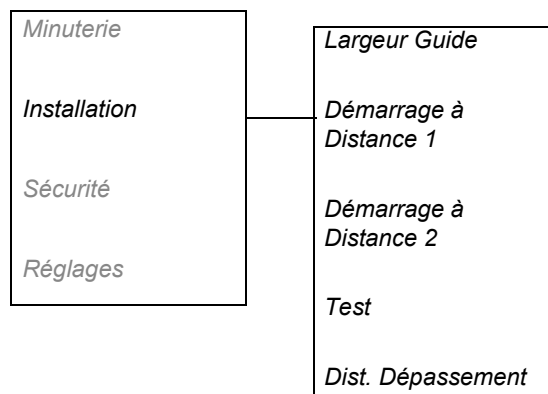 Minuterie
Installation
Sécurité
Réglages
Largeur Guide
Démarrage à
Distance 1
Démarrage à
Distance 2
Test
Dist. Dépassement